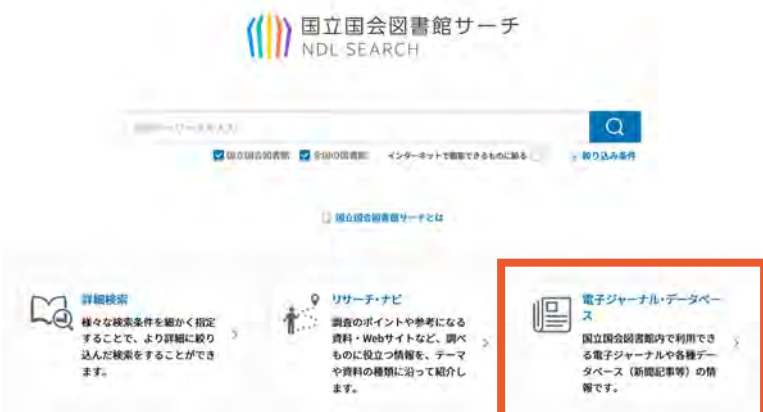 国立国会図書館サーチ
NDL SEARCH
国立国会図書館
全国の図書館
インターネットで閲覧できるものに絞る
絞り込み条件
国立国会図書館サーチとは
詳細検索
様々な検索条件を細かく指定
することで、より詳細に絞り
込んだ検索をすることができ
ます。
リサーチ・ナビ
調査のポイントや参考になる
資料・Webサイトなど、調べ
ものに役立つ情報を、テーマ
や資料の種類に沿って紹介し
ます。
電子ジャーナル・データベー
ス
国立国会図書館内で利用でき
る電子ジャーナルや各種デー
タベース（新聞記事等）の情
報です。